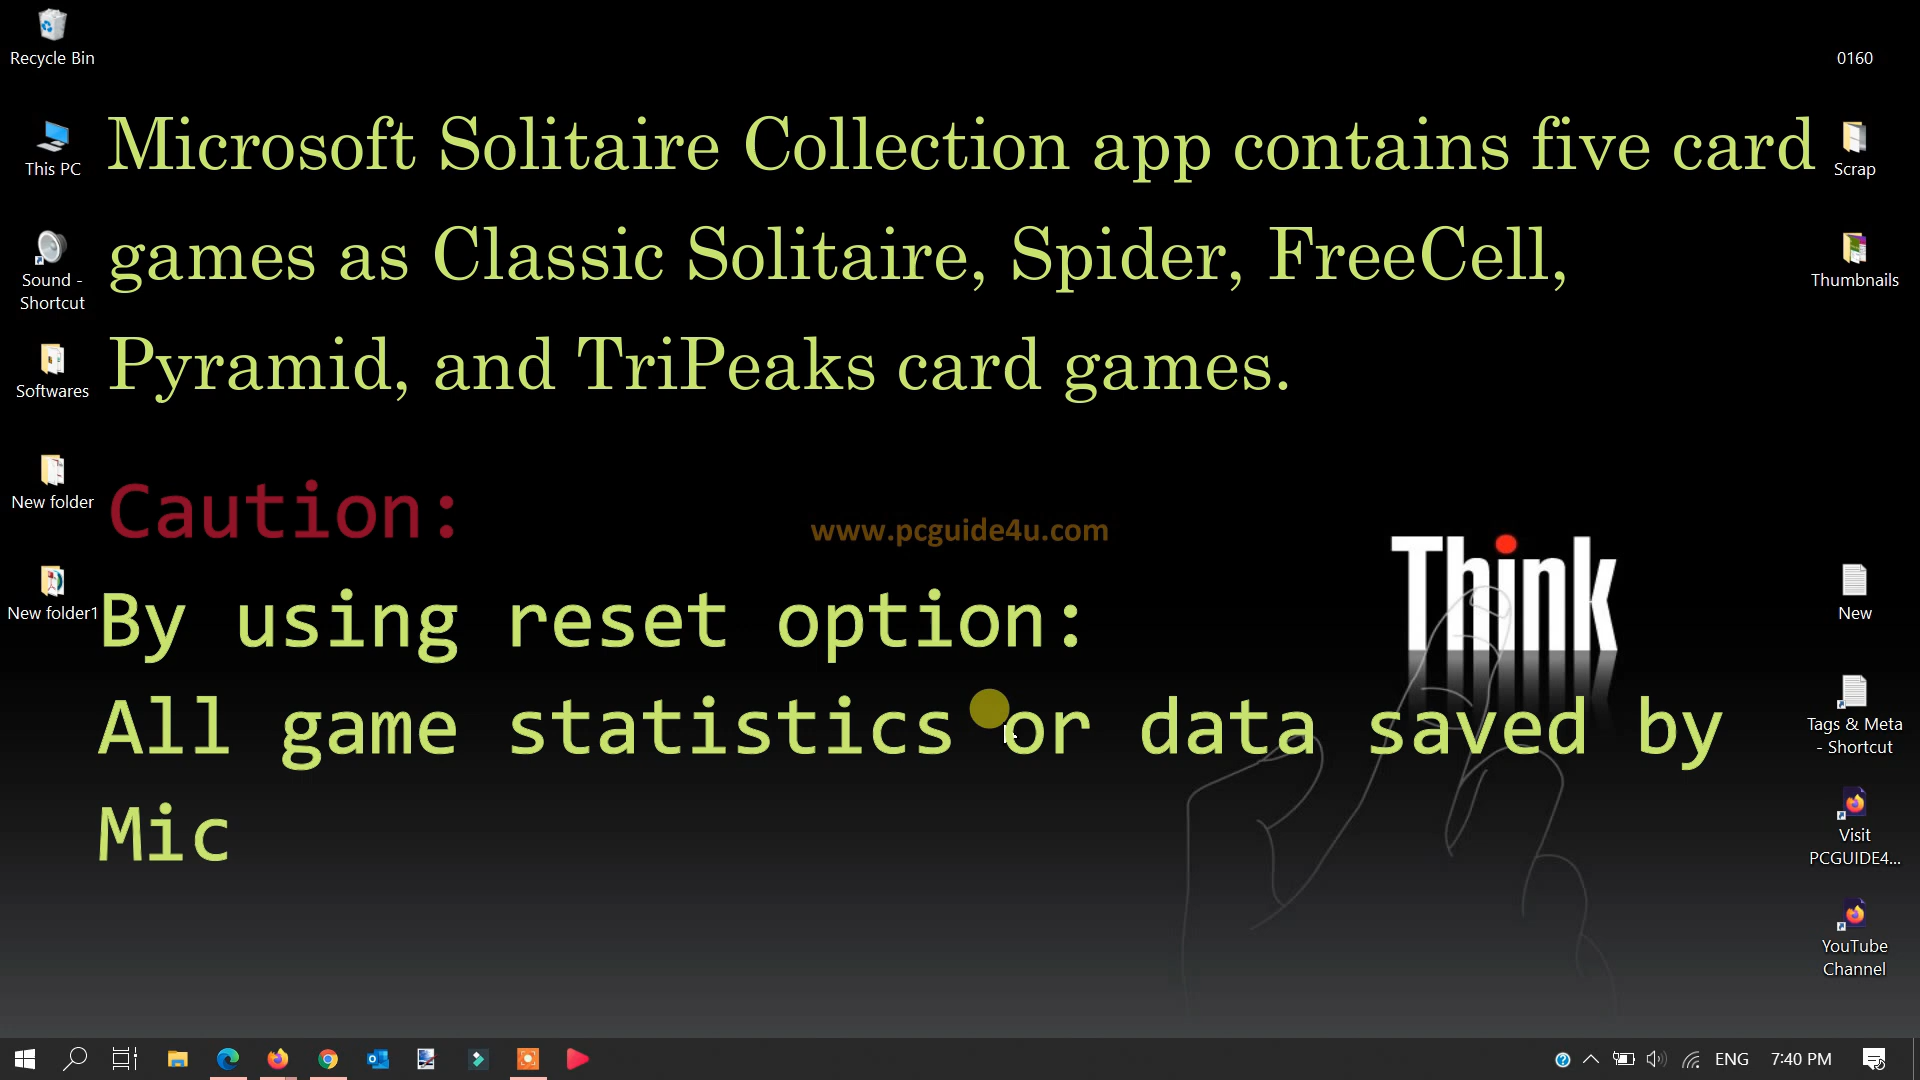 Recycle Bin
0160
Microsoft Solitaire Collection app contains five card
games as Classic Solitaire, Spider, FreeCell,
Pyramid, and TriPeaks card games.
Caution:
By using reset option:
All game statistics or data saved by
Mic
www.pcguide4u.com
Think
This PC
Sound -
Shortcut
Softwares
New folder
New folder1
Scrap
Thumbnails
New
Tags & Meta
- Shortcut
Visit
PCGUIDE4...
YouTube
Channel
ENG
7:40 PM